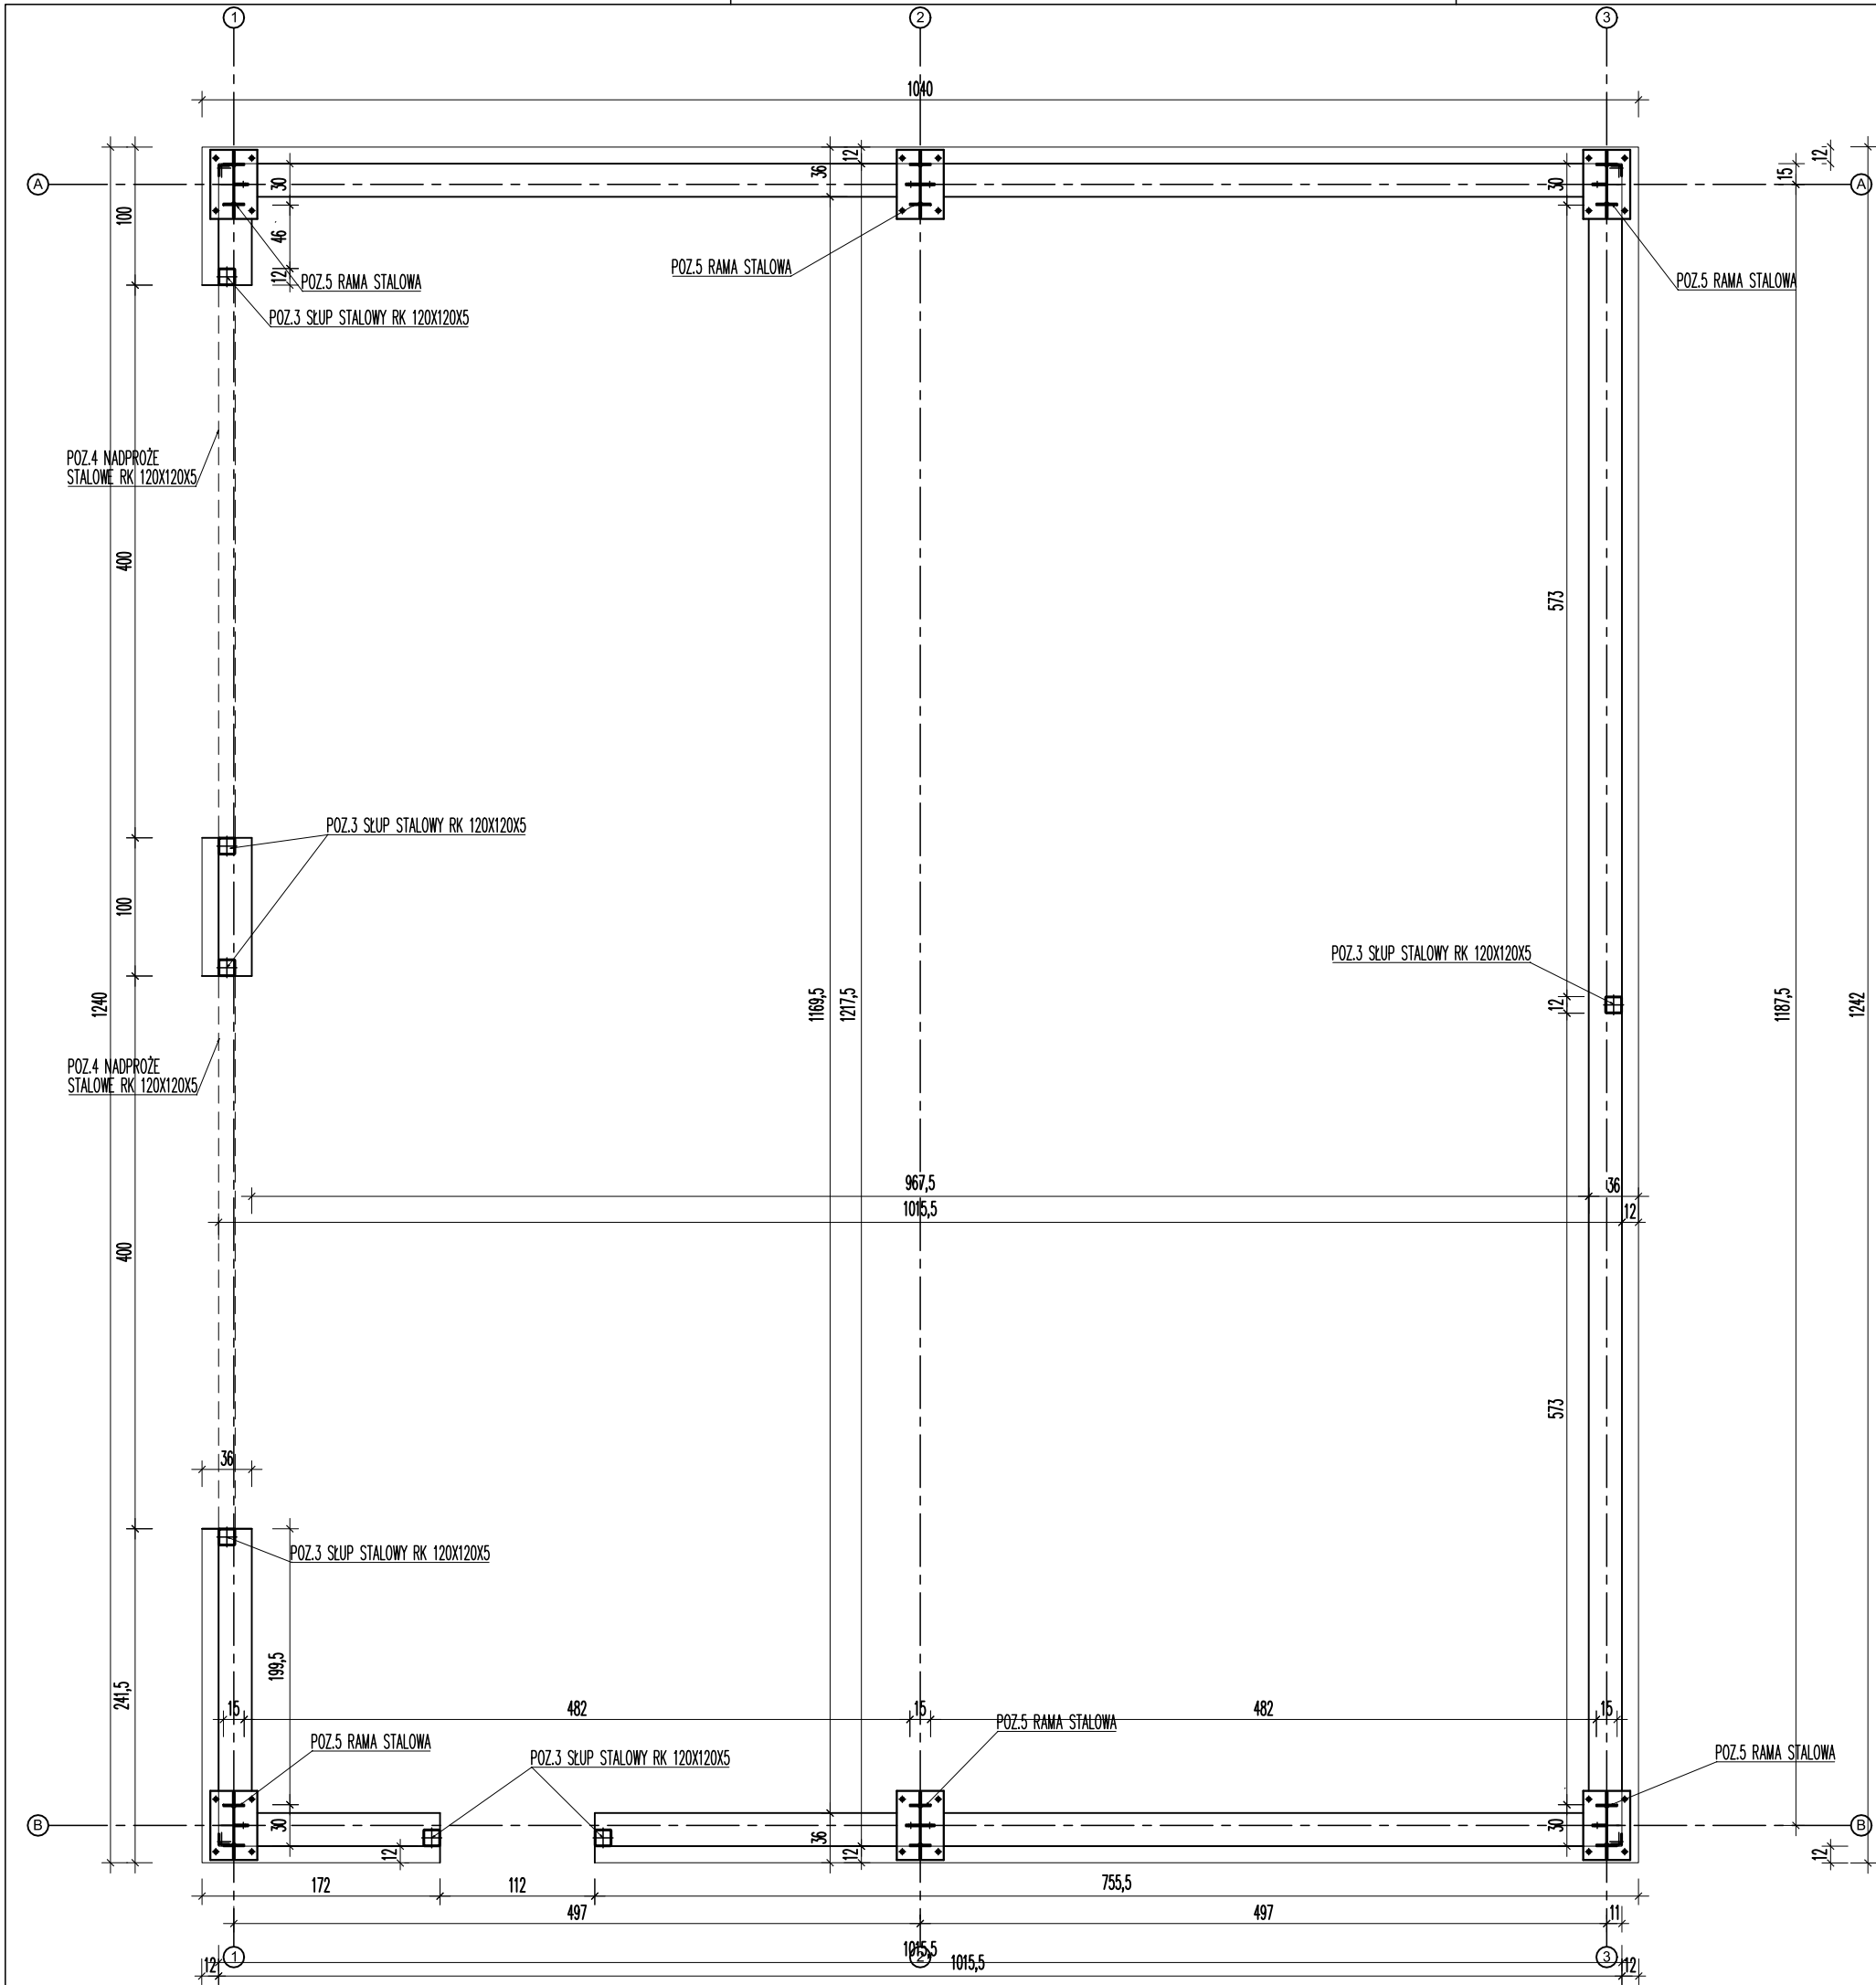 1
2
3
1040
12
36
12
15
A
A
30
30
100
46
12
POZ.5 RAMA STALOWA
POZ.5 RAMA STALOWA
POZ.5 RAMA STALOWA
POZ.3 SŁUP STALOWY RK 120X120X5
POZ.4 NADPROŻE
STALOWE RK 120X120X5
400
573
POZ.3 SŁUP STALOWY RK 120X120X5
100
POZ.3 SŁUP STALOWY RK 120X120X5
1240
1169,5
1217,5
12
1187,5
1242
POZ.4 NADPROŻE
STALOWE RK 120X120X5
967,5
36
1015,5
12
400
573
36
POZ.3 SŁUP STALOWY RK 120X120X5
199,5
241,5
15
482
15
482
15
POZ.5 RAMA STALOWA
POZ.5 RAMA STALOWA
POZ.3 SŁUP STALOWY RK 120X120X5
POZ.5 RAMA STALOWA
B
B
30
36
30
12
12
12
172
112
755,5
497
497
11
1
2
3
1015,5
12
1015,5
12